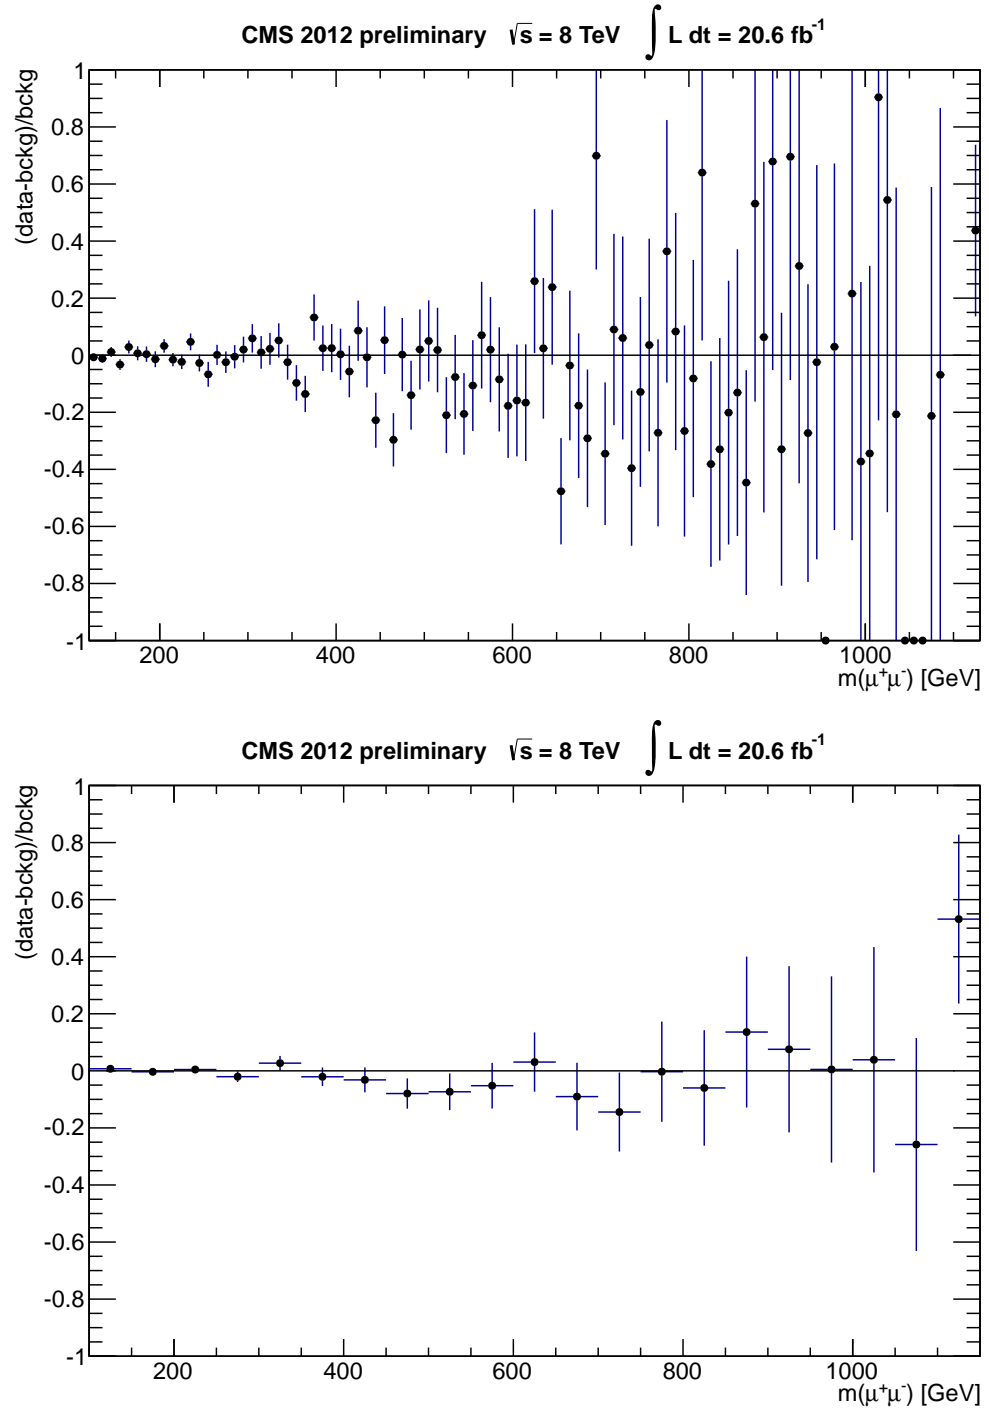 CMS 2012 preliminary √s = 8 TeV ∫ L dt = 20.6 fb⁻¹
(data-bckg)/bckg
1
0.8
0.6
0.4
0.2
0
-0.2
-0.4
-0.6
-0.8
-1
200 400 600 800 1000
m(μ⁺μ⁻) [GeV]
CMS 2012 preliminary √s = 8 TeV ∫ L dt = 20.6 fb⁻¹
(data-bckg)/bckg
1
0.8
0.6
0.4
0.2
0
-0.2
-0.4
-0.6
-0.8
-1
200 400 600 800 1000
m(μ⁺μ⁻) [GeV]